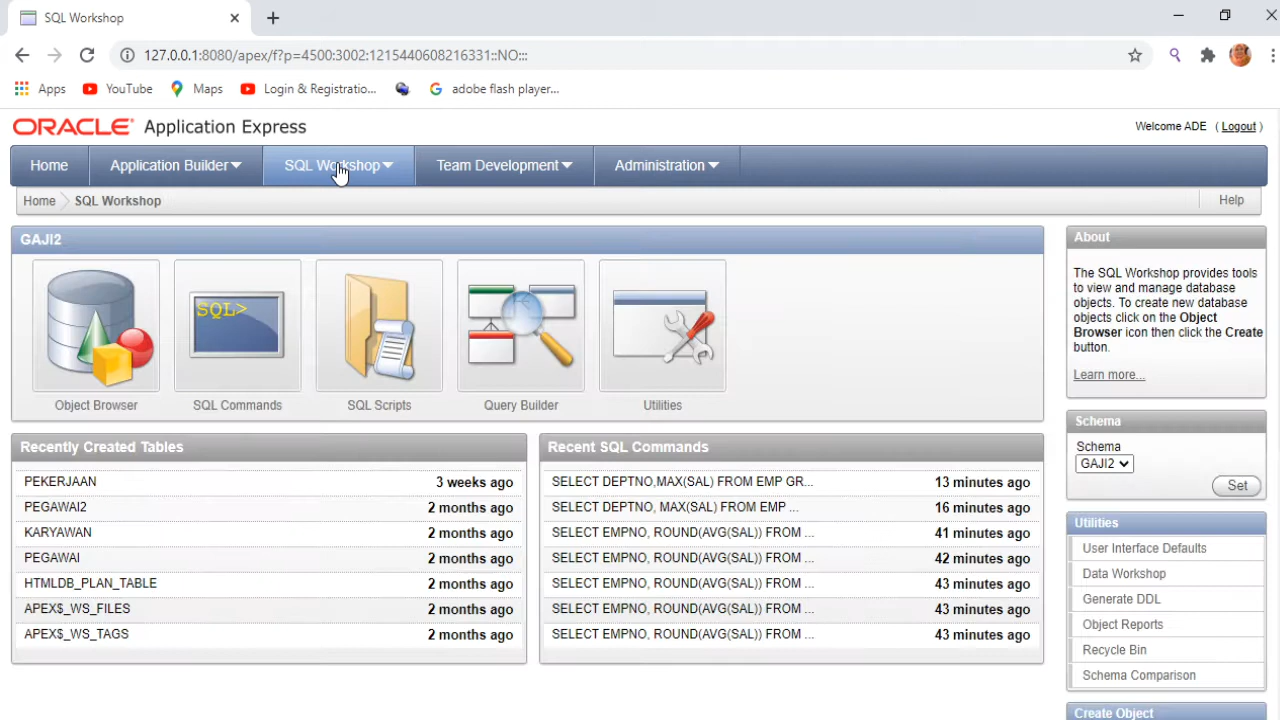 SQL Workshop
127.0.0.1:8080/apex/f?p=4500:3002:1215440608216331::NO:::
Apps YouTube Maps Login & Registratio... adobe flash player...
ORACLE Application Express
Welcome ADE ( Logout )
Home Application Builder SQL Workshop Team Development Administration
Home SQL Workshop Help
GAJI2
SQL>
Object Browser SQL Commands SQL Scripts Query Builder Utilities
Recently Created Tables
PEKERJAAN 3 weeks ago
PEGAWAI2 2 months ago
KARYAWAN 2 months ago
PEGAWAI 2 months ago
HTMLDB_PLAN_TABLE 2 months ago
APEX$_WS_FILES 2 months ago
APEX$_WS_TAGS 2 months ago
Recent SQL Commands
SELECT DEPTNO,MAX(SAL) FROM EMP GR... 13 minutes ago
SELECT DEPTNO, MAX(SAL) FROM EMP ... 16 minutes ago
SELECT EMPNO, ROUND(AVG(SAL)) FROM ... 41 minutes ago
SELECT EMPNO, ROUND(AVG(SAL)) FROM ... 42 minutes ago
SELECT EMPNO, ROUND(AVG(SAL)) FROM ... 43 minutes ago
SELECT EMPNO, ROUND(AVG(SAL)) FROM ... 43 minutes ago
SELECT EMPNO, ROUND(AVG(SAL)) FROM ... 43 minutes ago
About
The SQL Workshop provides tools
to view and manage database
objects. To create new database
objects click on the Object
Browser icon then click the Create
button.
Learn more...
Schema
Schema
GAJI2
Set
Utilities
User Interface Defaults
Data Workshop
Generate DDL
Object Reports
Recycle Bin
Schema Comparison
Create Object